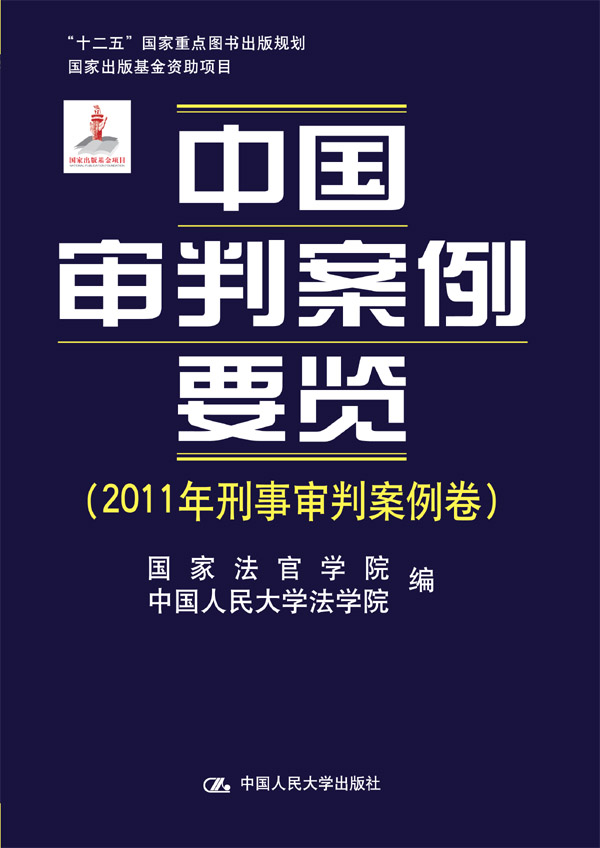 “十二五”国家重点图书出版规划
国家出版基金资助项目
国家出版基金项目
中国
审判案例
要览
（2011年刑事审判案例卷）
国家法官学院
中国人民大学法学院 编
中国人民大学出版社